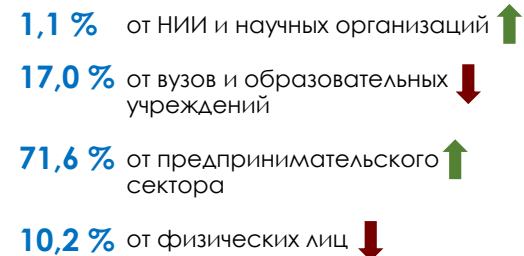 1,1 % от НИИ и научных организаций
17,0 % от вузов и образовательных
учреждений
71,6 % от предпринимательского
сектора
10,2 % от физических лиц